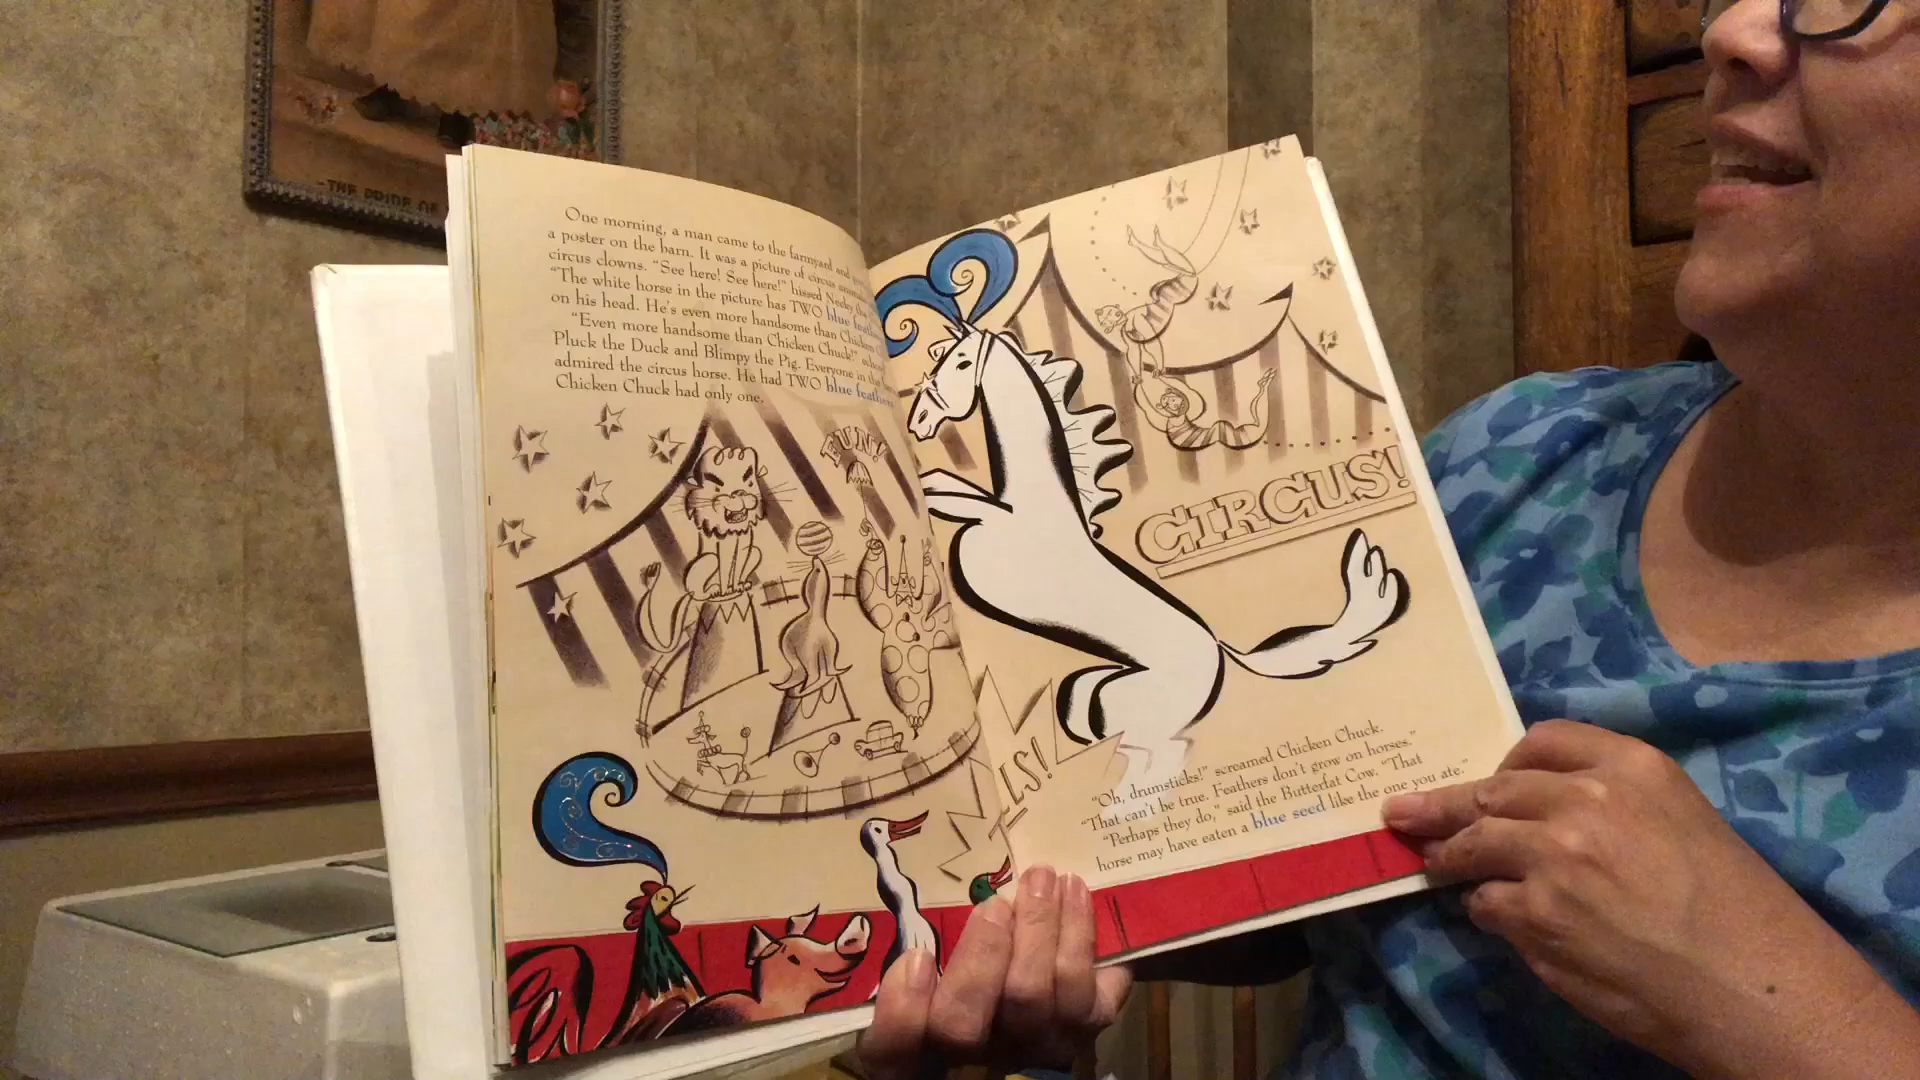 -THE PRIDE OF
One morning, a man came to the farmyard and
a poster on the barn. It was a picture of circus
circus clowns. "See here! See here!" hissed
"The white horse in the picture has TWO blue
on his head. He's even more handsome than Chicken
"Even more handsome than Chicken Chuck!"
Pluck the Duck and Blimpy the Pig. Everyone in
admired the circus horse. He had TWO blue feathers
Chicken Chuck had only one.
FUN!
CIRCUS!
"Oh, drumsticks!" screamed Chicken Chuck.
"That can't be true. Feathers don't grow on horses."
"Perhaps they do," said the Butterfat Cow. "That
horse may have eaten a blue seed like the one you ate."